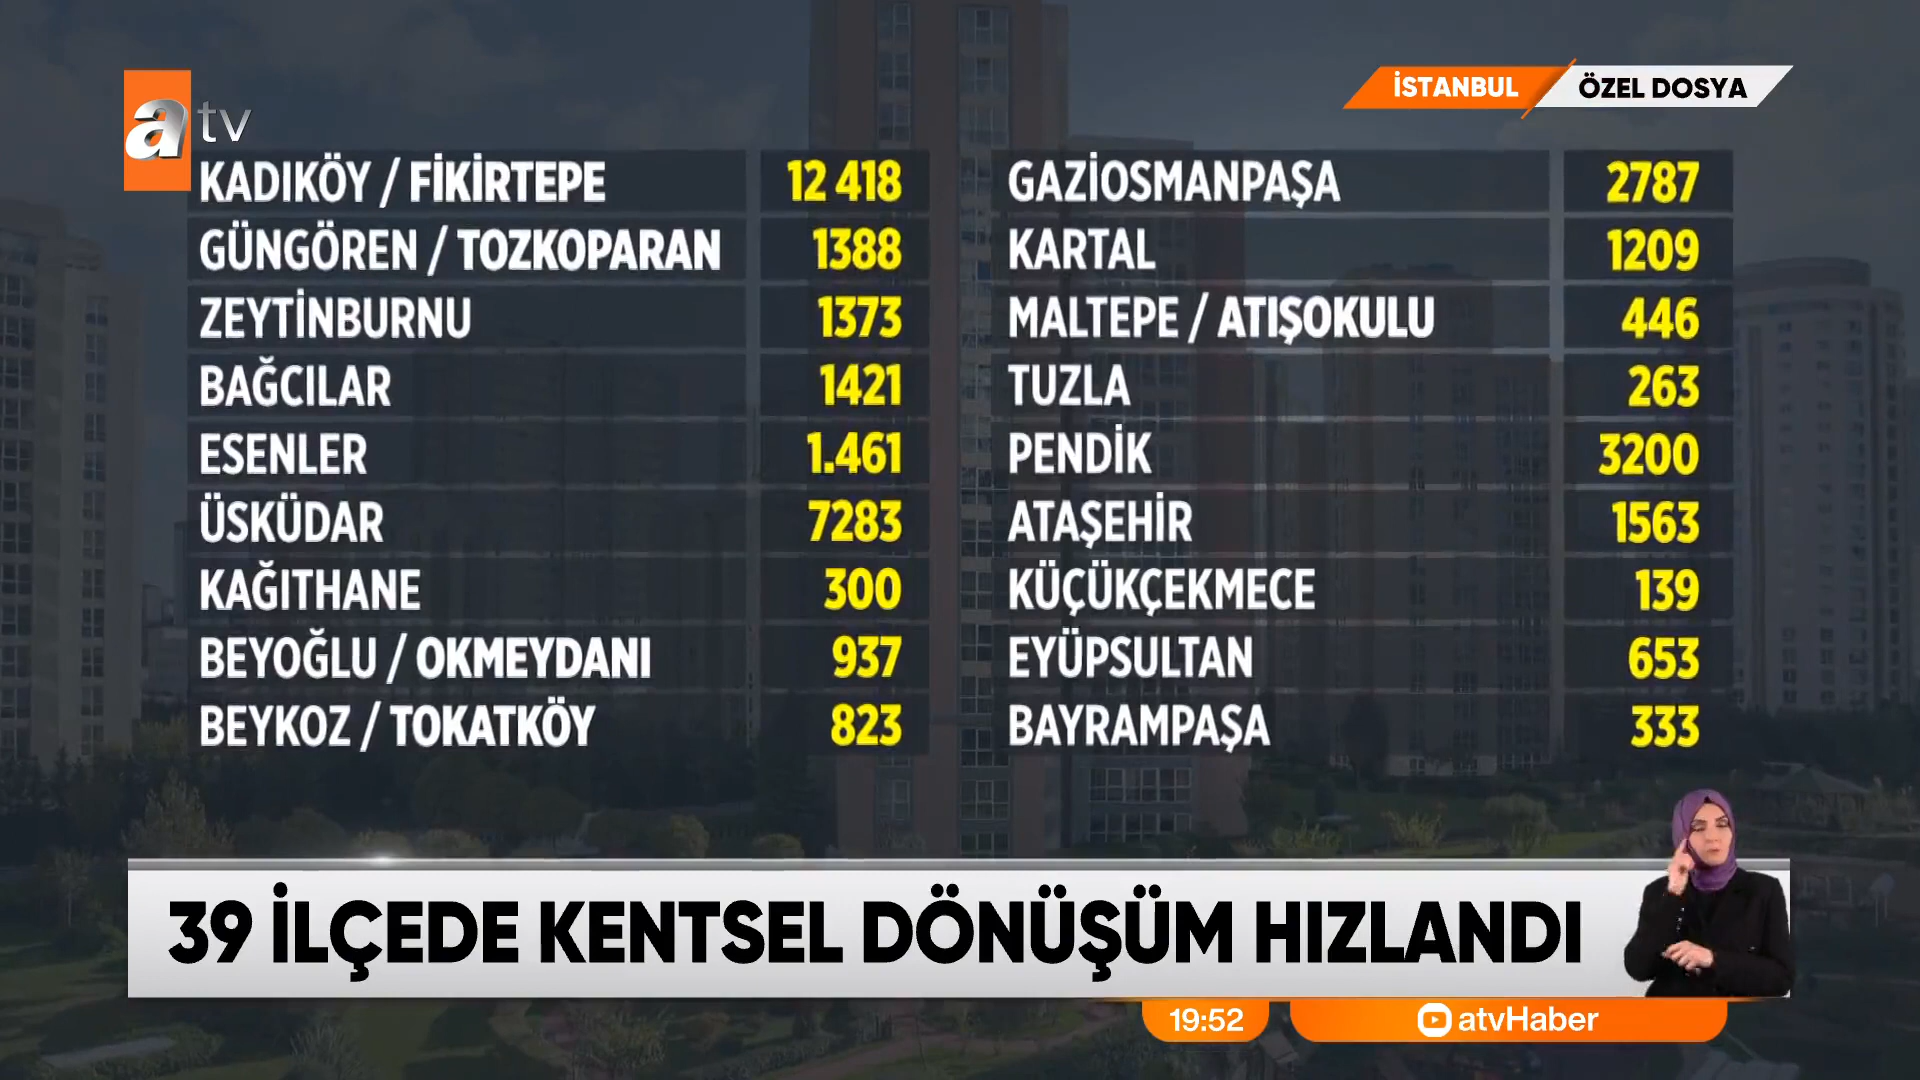 a tv
İSTANBUL ÖZEL DOSYA
KADIKÖY / FİKİRTEPE 12 418
GÜNGÖREN / TOZKOPARAN 1388
ZEYTİNBURNU 1373
BAĞCILAR 1421
ESENLER 1.461
ÜSKÜDAR 7283
KAĞITHANE 300
BEYOĞLU / OKMEYDANI 937
BEYKOZ / TOKATKÖY 823
GAZİOSMANPAŞA 2787
KARTAL 1209
MALTEPE / ATIŞOKULU 446
TUZLA 263
PENDİK 3200
ATAŞEHİR 1563
KÜÇÜKÇEKMECE 139
EYÜPSULTAN 653
BAYRAMPAŞA 333
39 İLÇEDE KENTSEL DÖNÜŞÜM HIZLANDI
19:52 atvHaber